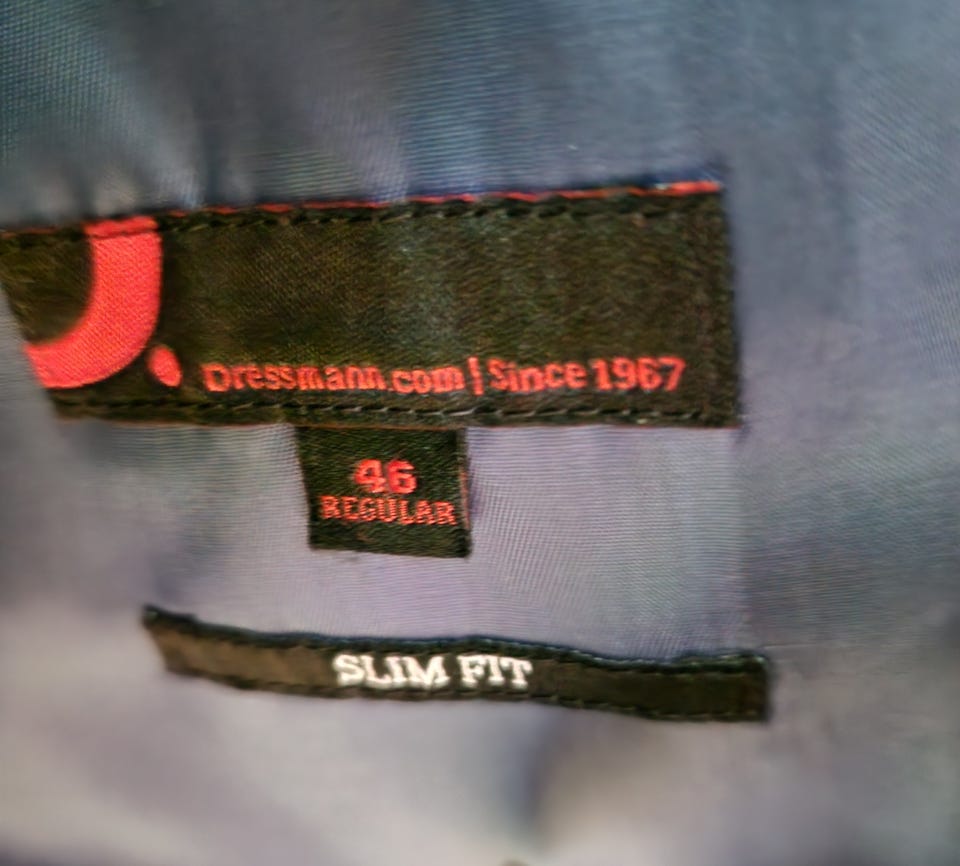 D.
Dressmann.com | Since 1967
46
REGULAR
SLIM FIT